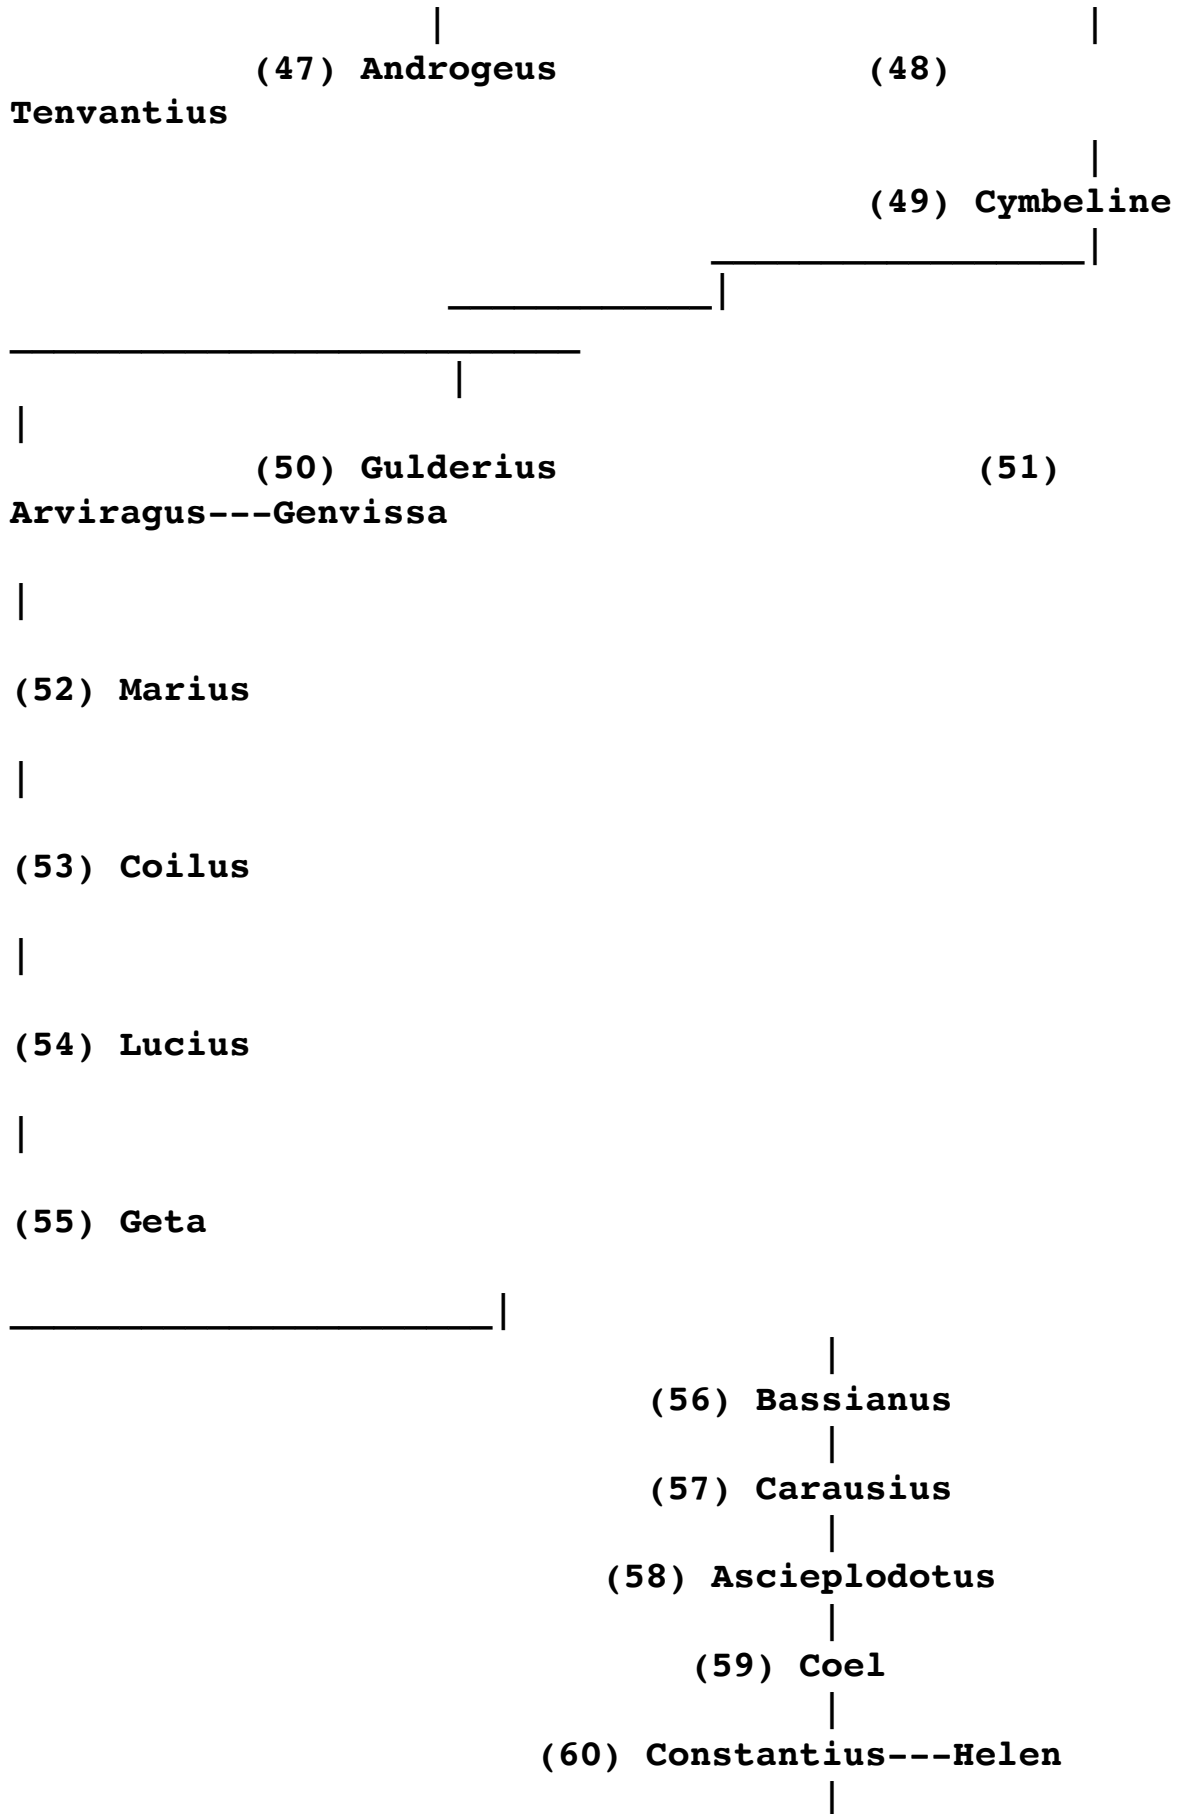 (47) Androgeus (48)
Tenvantius
(49) Cymbeline
(50) Gulderius (51)
Arviragus---Genvissa
(52) Marius
(53) Coilus
(54) Lucius
(55) Geta
(56) Bassianus
(57) Carausius
(58) Ascieplodotus
(59) Coel
(60) Constantius---Helen